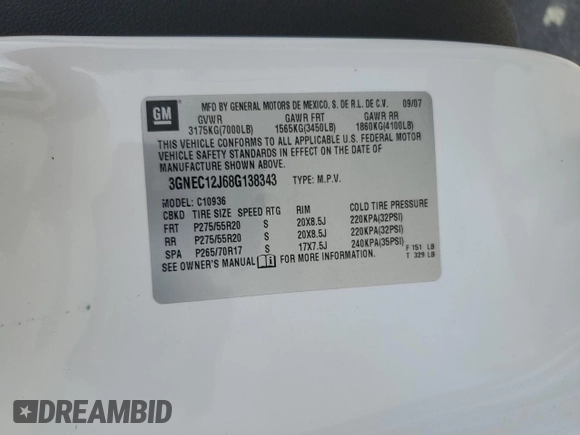 GM
MFD BY GENERAL MOTORS DE MEXICO, S. DE R.L. DE C.V. 09/07
GVWR GAWR FRT GAWR RR
3175KG(7000LB) 1565KG(3450LB) 1860KG(4100LB)
THIS VEHICLE CONFORMS TO ALL APPLICABLE U.S. FEDERAL MOTOR
VEHICLE SAFETY STANDARDS IN EFFECT ON THE DATE OF
MANUFACTURE SHOWN ABOVE.
3GNEC12J68G138343 TYPE: M.P.V.
MODEL: C10936
CBKD TIRE SIZE SPEED RTG RIM COLD TIRE PRESSURE
FRT P275/55R20 S 20X8.5J 220KPA(32PSI)
RR P275/55R20 S 20X8.5J 220KPA(32PSI)
SPA P265/70R17 S 17X7.5J 240KPA(35PSI)
SEE OWNER'S MANUAL FOR MORE INFORMATION.
F 151 LB
T 329 LB
DREAMBID